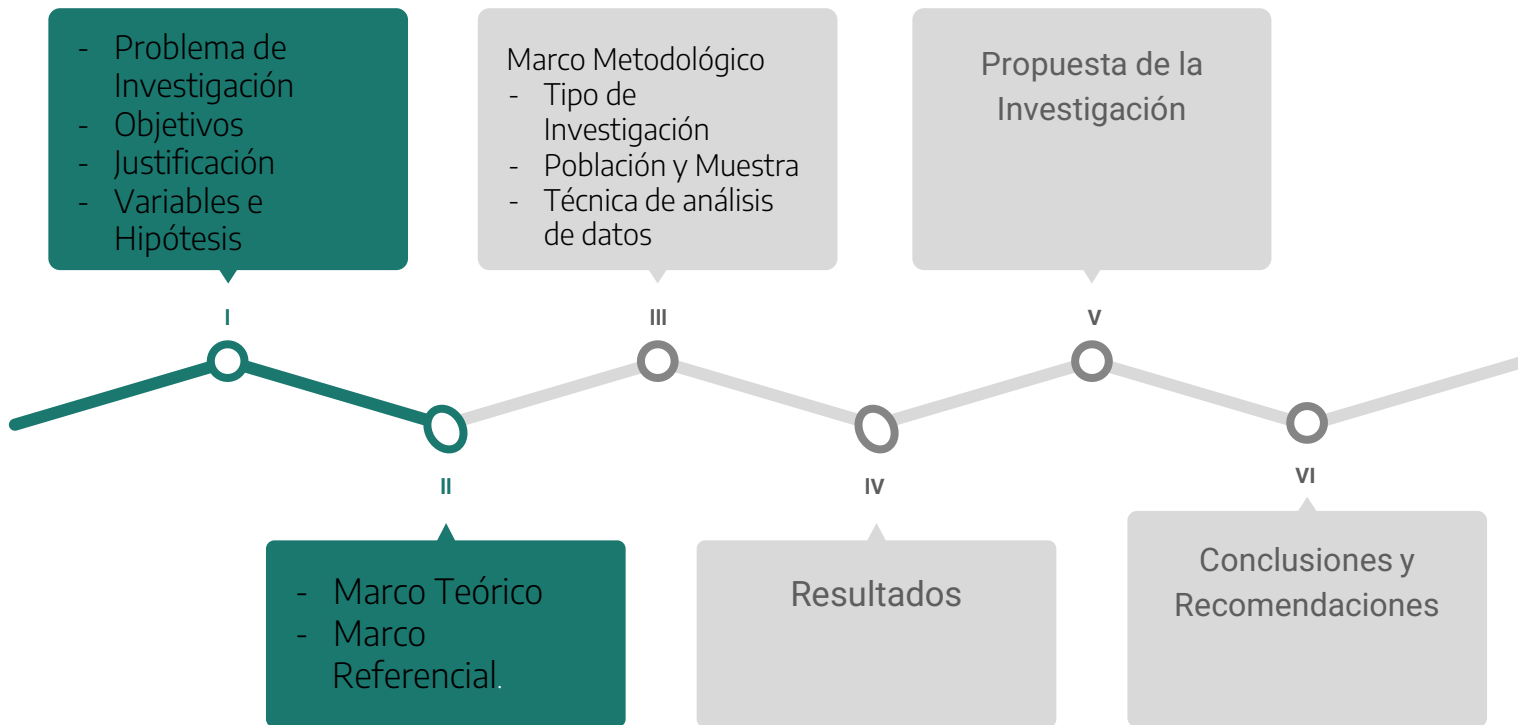 - Problema de
Investigación
- Objetivos
- Justificación
- Variables e
Hipótesis
I
II
- Marco Teórico
- Marco
Referencial.
Marco Metodológico
- Tipo de
Investigación
- Población y Muestra
- Técnica de análisis
de datos
III
IV
Resultados
Propuesta de la
Investigación
V
VI
Conclusiones y
Recomendaciones